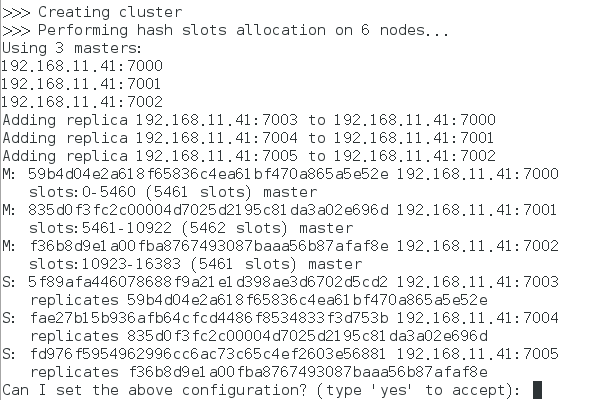 >>> Creating cluster
>>> Performing hash slots allocation on 6 nodes...
Using 3 masters:
192.168.11.41:7000
192.168.11.41:7001
192.168.11.41:7002
Adding replica 192.168.11.41:7003 to 192.168.11.41:7000
Adding replica 192.168.11.41:7004 to 192.168.11.41:7001
Adding replica 192.168.11.41:7005 to 192.168.11.41:7002
M: 59b4d04e2a618f65836c4ea61bf470a865a5e52e 192.168.11.41:7000
slots:0-5460 (5461 slots) master
M: 835d0f3fc2c00004d7025d2195c81da3a02e696d 192.168.11.41:7001
slots:5461-10922 (5462 slots) master
M: f36b8d9e1a00fba8767493087baaa56b87afaf8e 192.168.11.41:7002
slots:10923-16383 (5461 slots) master
S: 5f89afa446078688f9a21e1d398ae3d6702d5cd2 192.168.11.41:7003
replicates 59b4d04e2a618f65836c4ea61bf470a865a5e52e
S: fae27b15b936afb64cfcd4486f8534833f3d753b 192.168.11.41:7004
replicates 835d0f3fc2c00004d7025d2195c81da3a02e696d
S: fd976f5954962996cc6ac73c65c4ef2603e56881 192.168.11.41:7005
replicates f36b8d9e1a00fba8767493087baaa56b87afaf8e
Can I set the above configuration? (type 'yes' to accept):